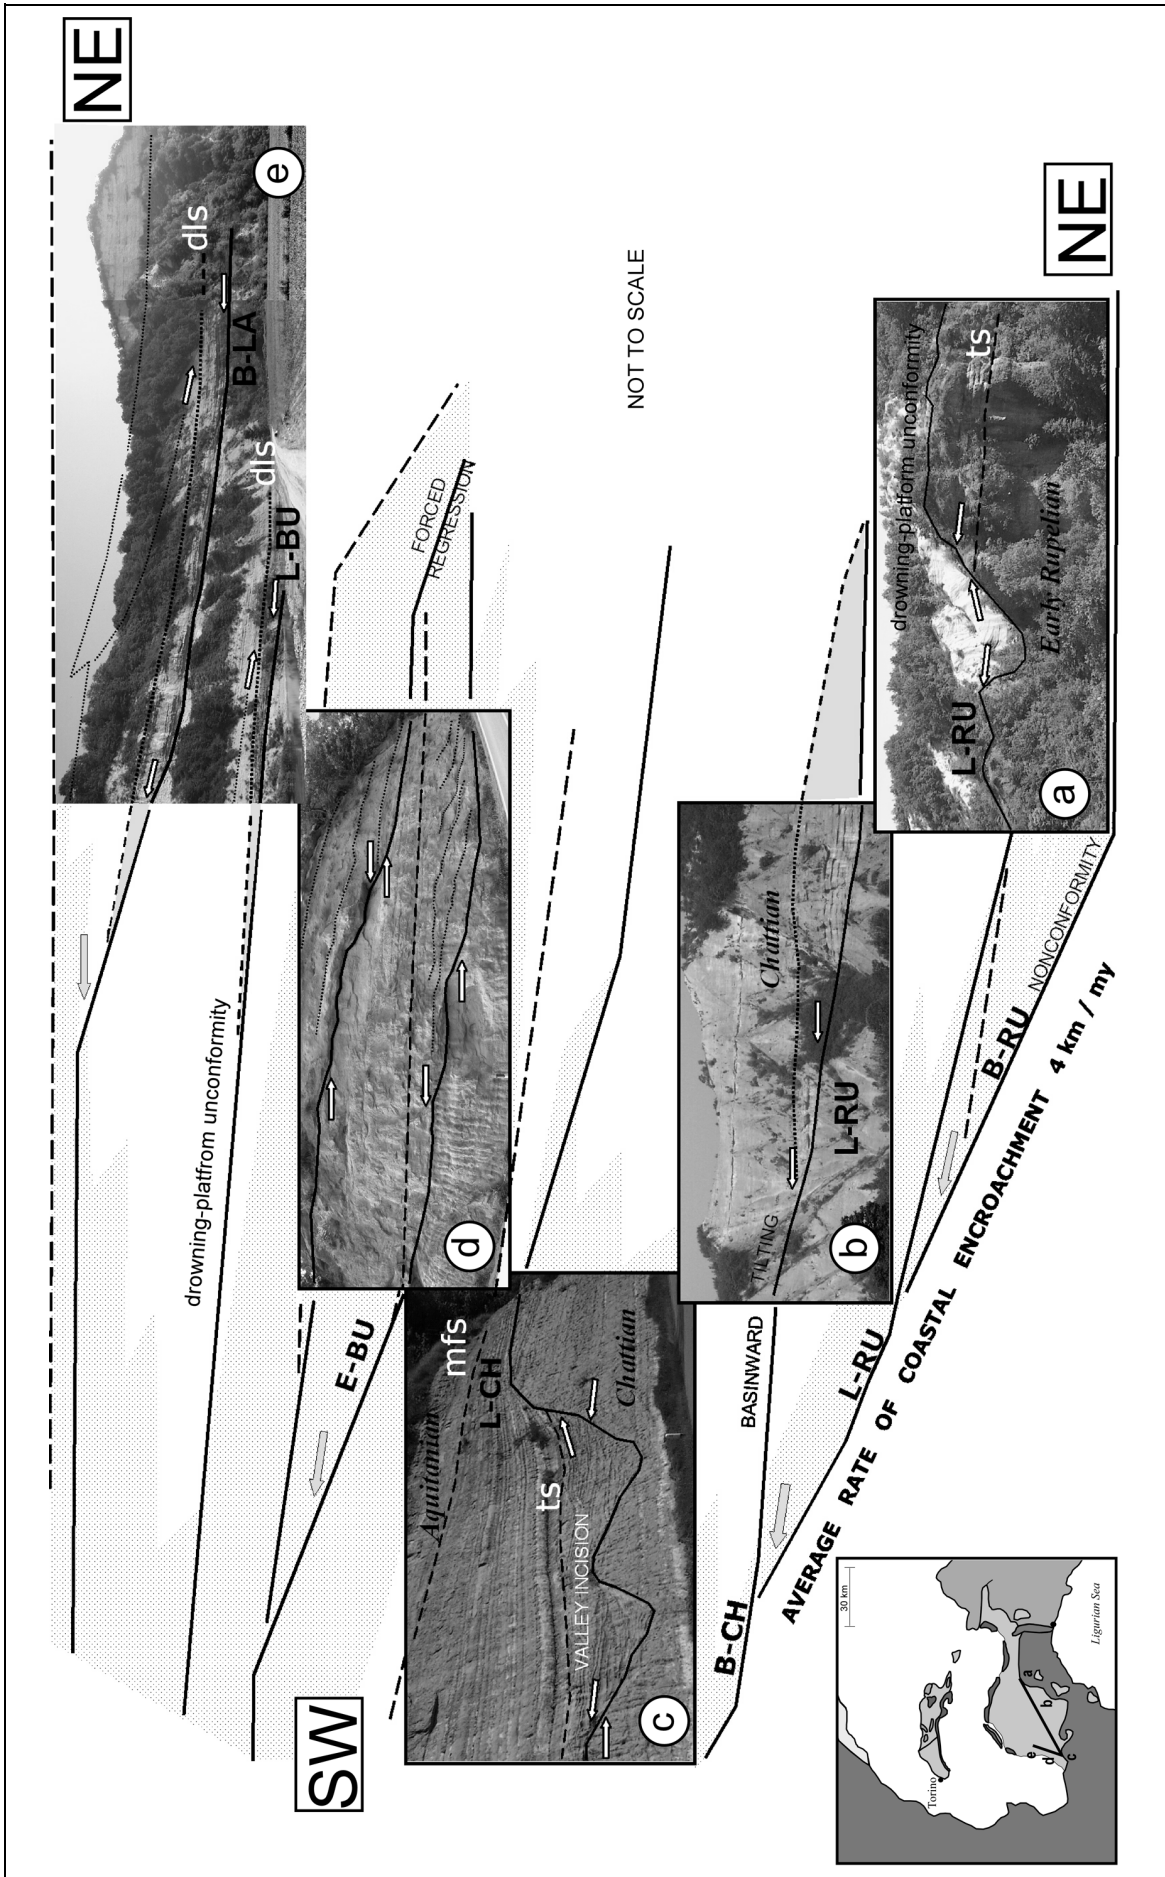 NE
e
dls
B-LA
dls
L-BU
drowning-platfrom unconformity
FORCED
REGRESSION
NOT TO SCALE
NE
d
E-BU
SW
mfs
Aquitanian
L-CH
Chattian
ts
VALLEY INCISION
c
Chattian
L-RU
TILTING
b
BASINWARD
drowning-platform unconformity
ts
Early Rupelian
L-RU
a
NONCONFORMITY
B-RU
L-RU
B-CH
AVERAGE RATE OF COASTAL ENCROACHMENT 4 km / my
30 km
Ligurian Sea
Torino
a
b
c
d
e